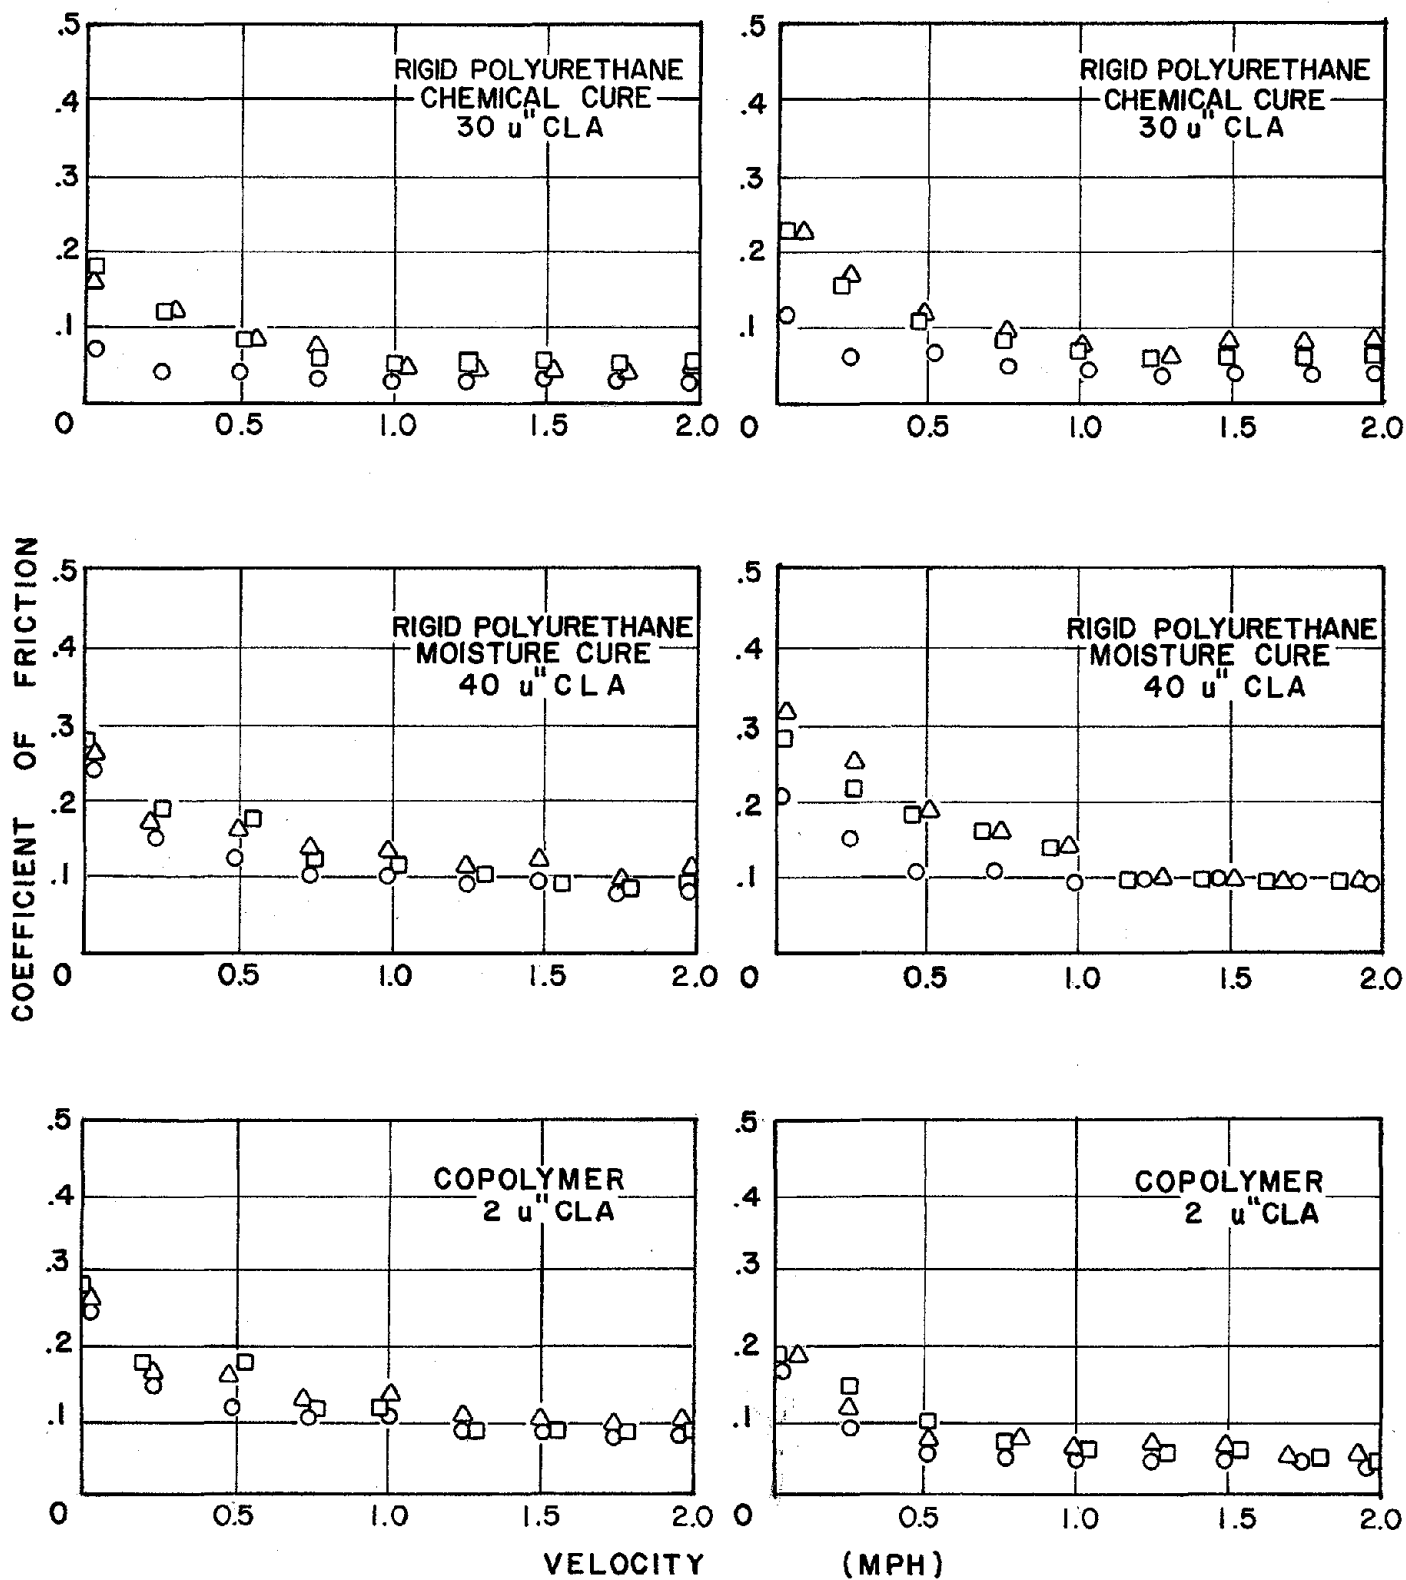 .5
.4
.3
.2
.1
0 0.5 1.0 1.5 2.0
RIGID POLYURETHANE
CHEMICAL CURE
30 u" CLA
.5
.4
.3
.2
.1
0 0.5 1.0 1.5 2.0
RIGID POLYURETHANE
CHEMICAL CURE
30 u" CLA
COEFFICIENT OF FRICTION
.5
.4
.3
.2
.1
0 0.5 1.0 1.5 2.0
RIGID POLYURETHANE
MOISTURE CURE
40 u" CLA
.5
.4
.3
.2
.1
0 0.5 1.0 1.5 2.0
RIGID POLYURETHANE
MOISTURE CURE
40 u" CLA
.5
.4
.3
.2
.1
0 0.5 1.0 1.5 2.0
COPOLYMER
2 u" CLA
.5
.4
.3
.2
.1
0 0.5 1.0 1.5 2.0
COPOLYMER
2 u" CLA
VELOCITY (MPH)